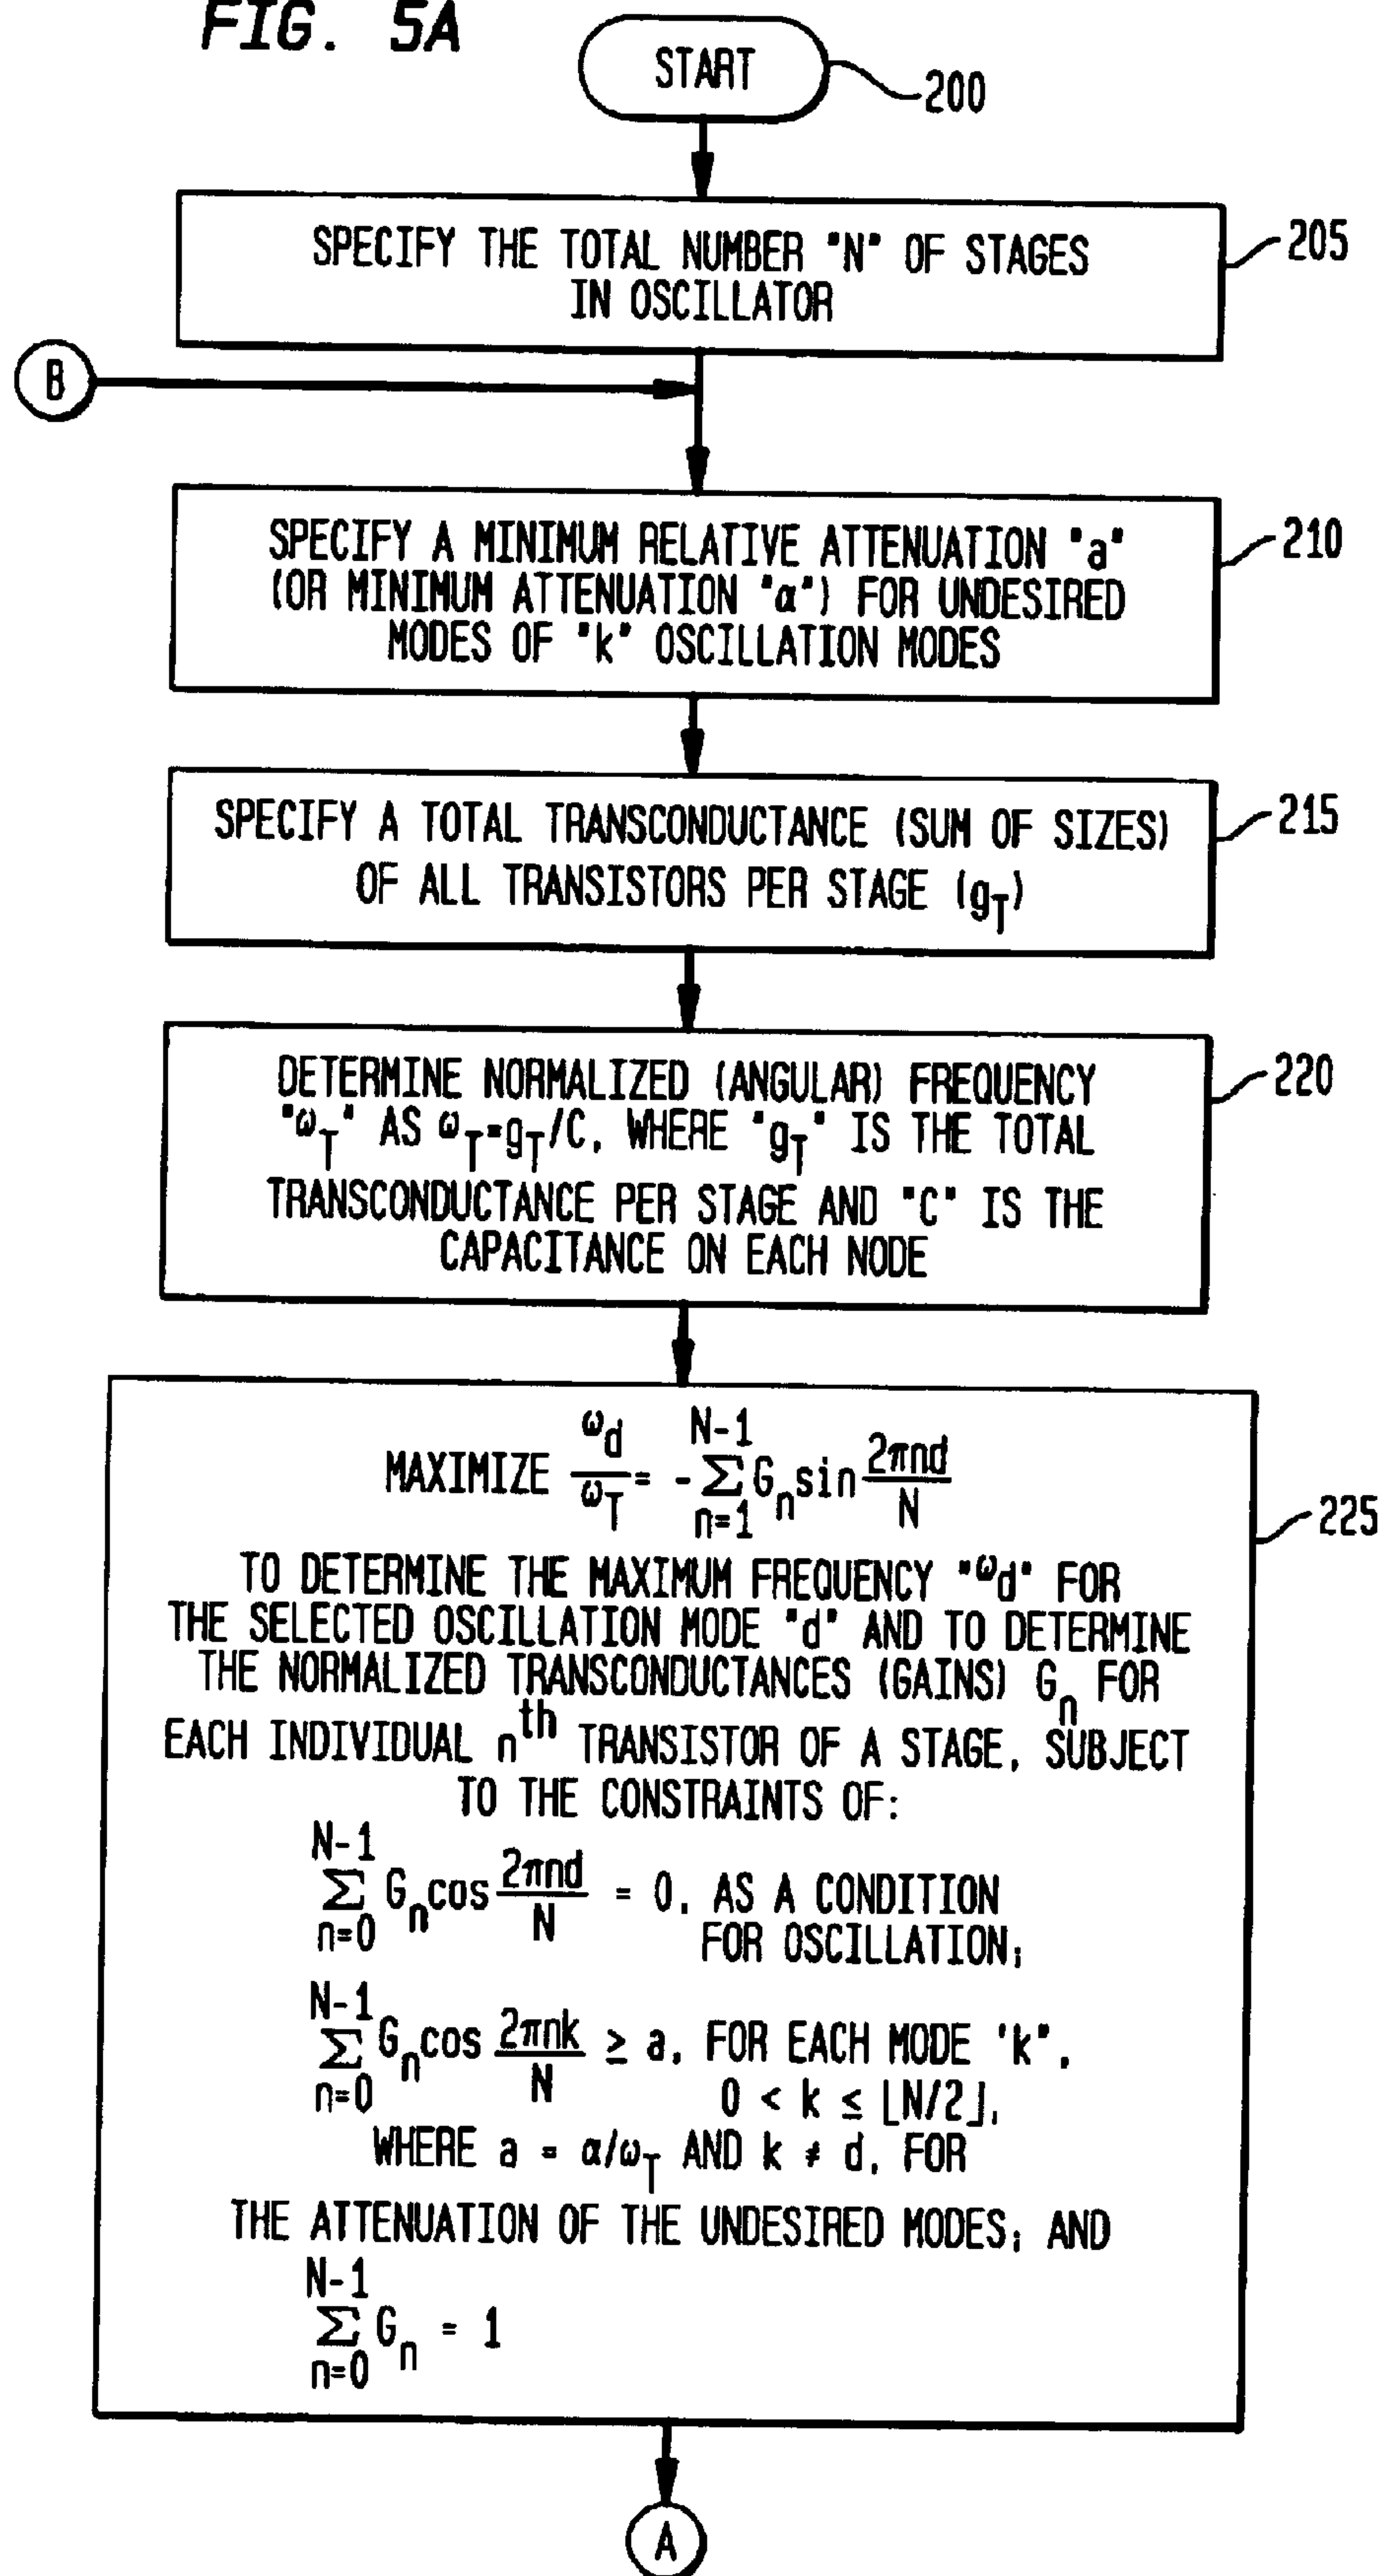 FIG. 5A
START
200
SPECIFY THE TOTAL NUMBER "N" OF STAGES
IN OSCILLATOR
205
B
SPECIFY A MINIMUM RELATIVE ATTENUATION "a"
(OR MINIMUM ATTENUATION "α") FOR UNDESIRED
MODES OF "k" OSCILLATION MODES
210
SPECIFY A TOTAL TRANSCONDUCTANCE (SUM OF SIZES)
OF ALL TRANSISTORS PER STAGE (g_T)
215
DETERMINE NORMALIZED (ANGULAR) FREQUENCY
"ω_T" AS ω_T=g_T/C, WHERE "g_T" IS THE TOTAL
TRANSCONDUCTANCE PER STAGE AND "C" IS THE
CAPACITANCE ON EACH NODE
220
MAXIMIZE ω_d/ω_T = - Σ_{n=1}^{N-1} G_n sin 2πnd/N
TO DETERMINE THE MAXIMUM FREQUENCY "ω_d" FOR
THE SELECTED OSCILLATION MODE "d" AND TO DETERMINE
THE NORMALIZED TRANSCONDUCTANCES (GAINS) G_n FOR
EACH INDIVIDUAL n^th TRANSISTOR OF A STAGE, SUBJECT
TO THE CONSTRAINTS OF:
Σ_{n=0}^{N-1} G_n cos 2πnd/N = 0, AS A CONDITION
FOR OSCILLATION;
Σ_{n=0}^{N-1} G_n cos 2πnk/N ≥ a, FOR EACH MODE 'k",
0 < k ≤ ⌊N/2⌋,
WHERE a = α/ω_T AND k ≠ d, FOR
THE ATTENUATION OF THE UNDESIRED MODES; AND
Σ_{n=0}^{N-1} G_n = 1
225
A